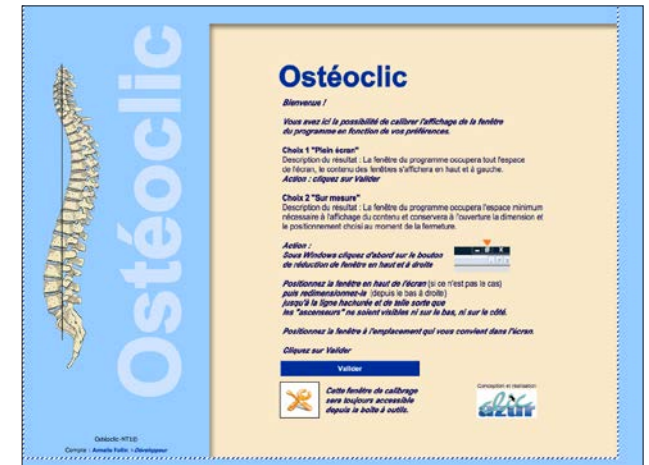 Ostéoclic
Ostéoclic
Bienvenue !
Vous avez ici la possibilité de calibrer l'affichage de la fenêtre
du programme en fonction de vos préférences.
Choix 1 "Plein écran"
Description du résultat : La fenêtre du programme occupera tout l'espace
de l'écran, le contenu des fenêtres s'affichera en haut et à gauche.
Action : cliquez sur Valider
Choix 2 "Sur mesure"
Description du résultat : La fenêtre du programme occupera l'espace minimum
nécessaire à l'affichage du contenu et conservera à l'ouverture la dimension et
le positionnement choisi au moment de la fermeture.
Action :
Sous Windows cliquez d'abord sur le bouton
de réduction de fenêtre en haut et à droite
Positionnez la fenêtre en haut de l'écran (si ce n'est pas le cas)
puis redimensionnez-la (depuis le bas à droite)
jusqu'à la ligne hachurée et de telle sorte que
les "ascenseurs" ne soient visibles ni sur le bas, ni sur le côté.
Positionnez la fenêtre à l'emplacement qui vous convient dans l'écran.
Cliquez sur Valider
Valider
Cette fenêtre de calibrage
sera toujours accessible
depuis la boîte à outils.
Conception et réalisation
clic
azur
Ostéoclic-MT1©
Compte : Armelle Follin, - Développeur